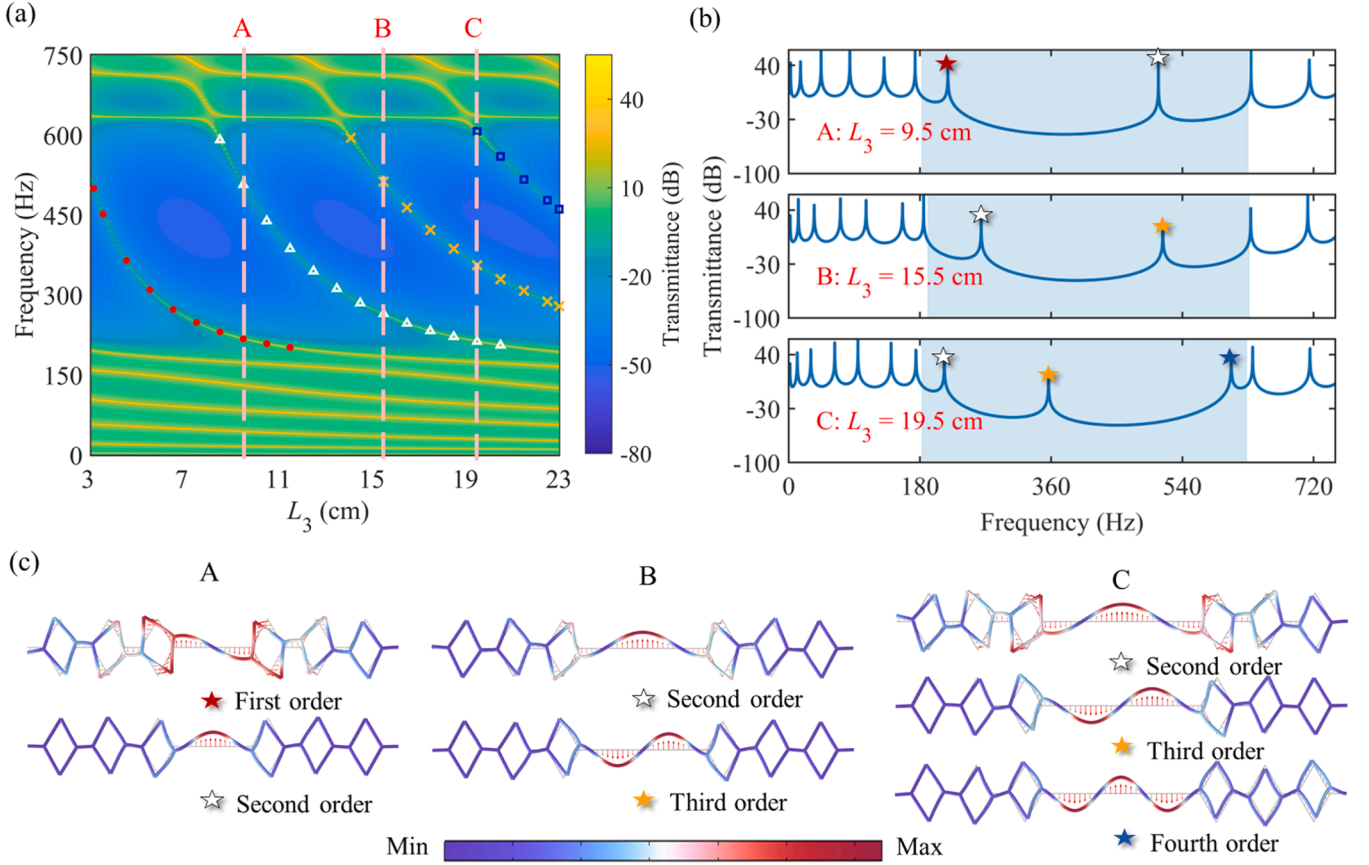 (a)
A B C
750
600
450
300
150
0
Frequency (Hz)
3 7 11 15 19 23
L3 (cm)
40
10
-20
-50
-80
Transmittance (dB)
(b)
40
-30
-100
A: L3 = 9.5 cm
40
-30
-100
B: L3 = 15.5 cm
40
-30
-100
C: L3 = 19.5 cm
Transmittance (dB)
0 180 360 540 720
Frequency (Hz)
(c)
A
First order
Second order
B
Second order
Third order
C
Second order
Third order
Fourth order
Min Max